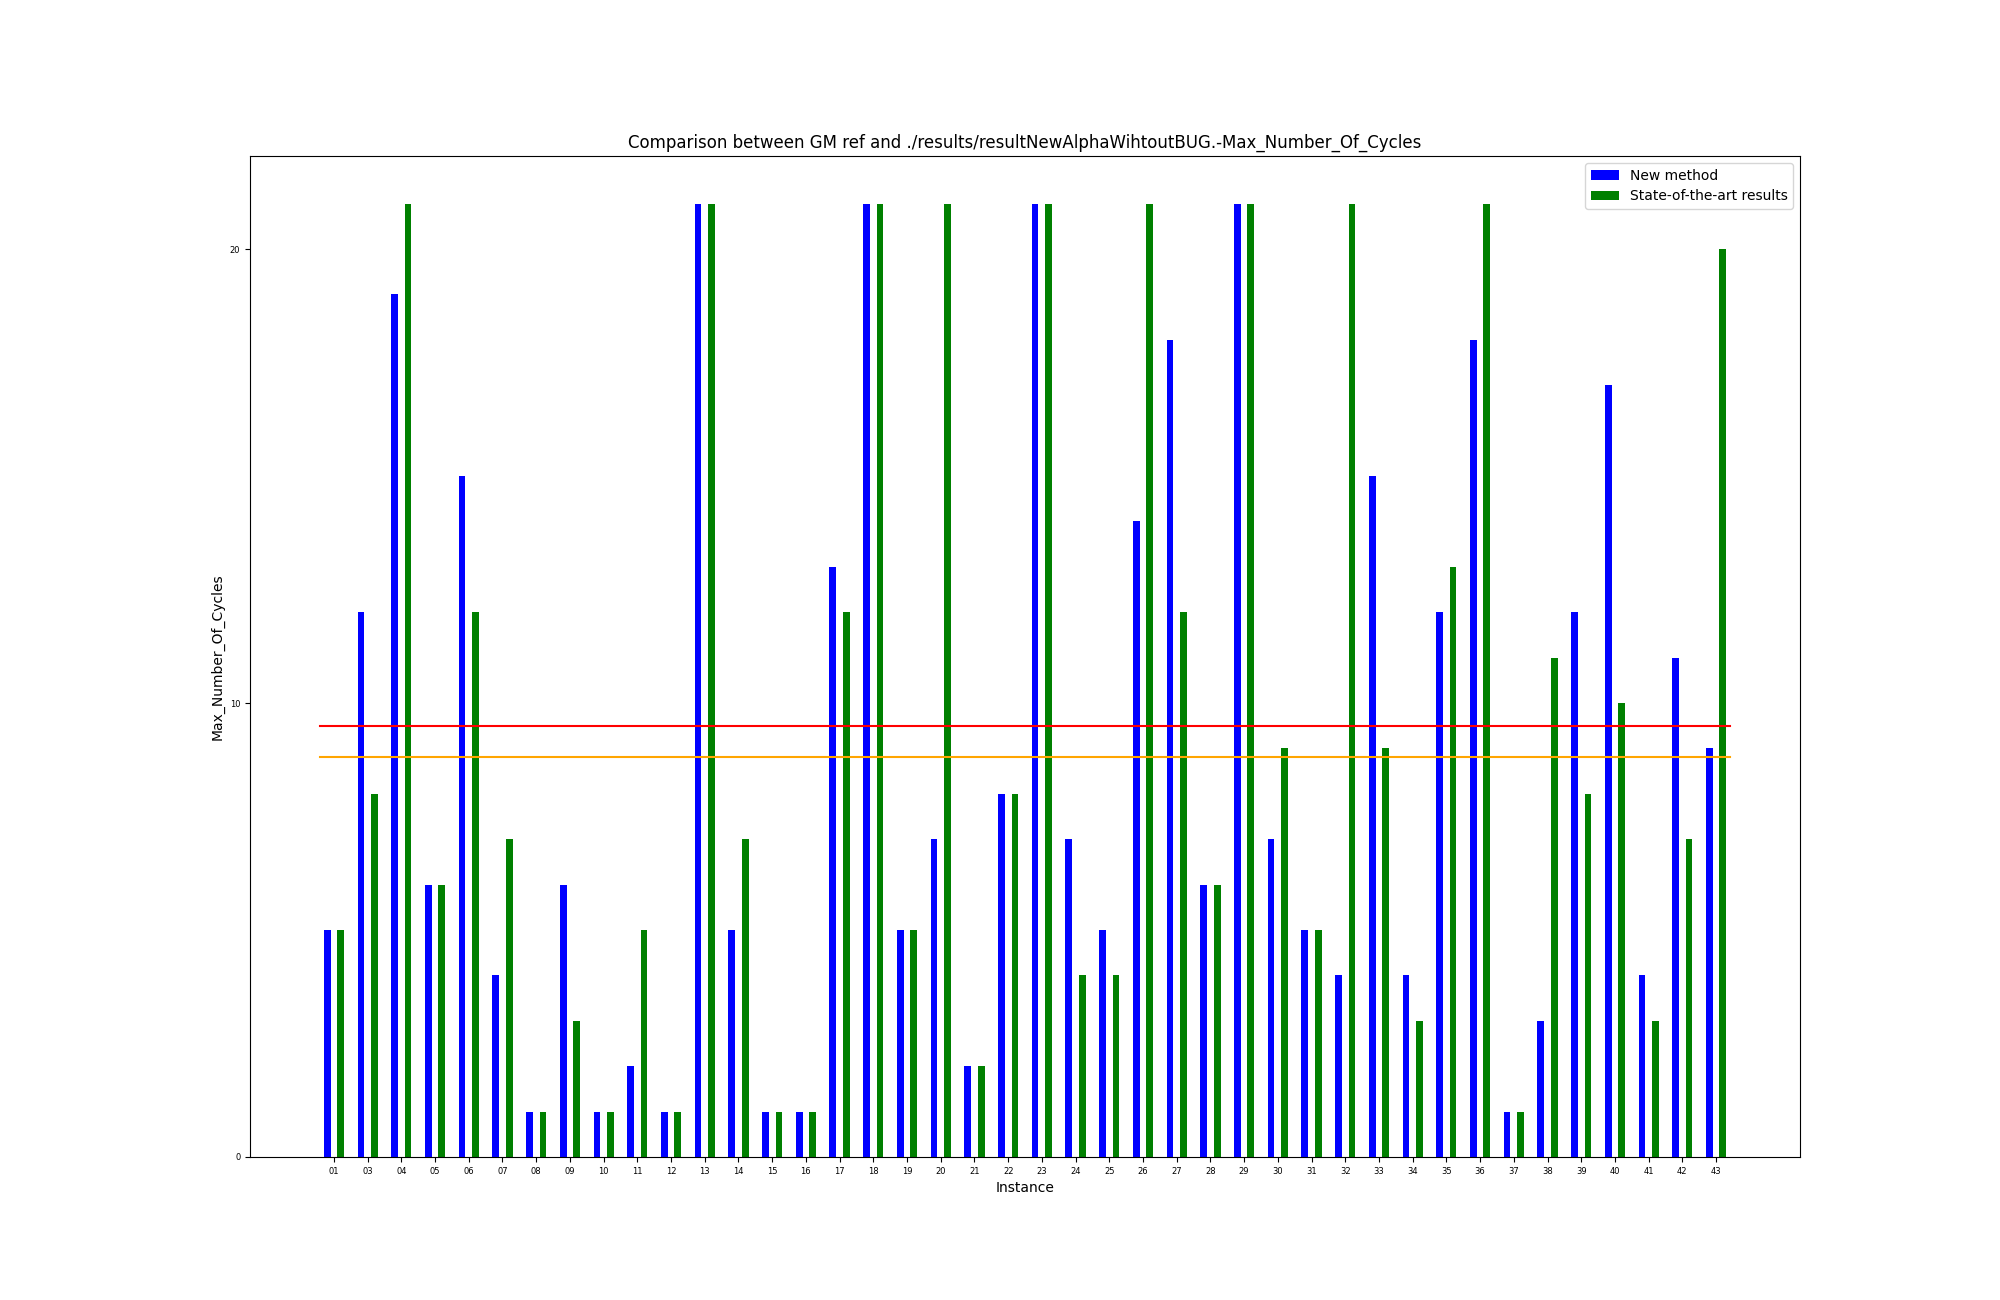 Comparison between GM ref and ./results/resultNewAlphaWihtoutBUG.-Max_Number_Of_Cycles
New method
State-of-the-art results
20
10
0
Max_Number_Of_Cycles
01 03 04 05 06 07 08 09 10 11 12 13 14 15 16 17 18 19 20 21 22 23 24 25 26 27 28 29 30 31 32 33 34 35 36 37 38 39 40 41 42 43
Instance